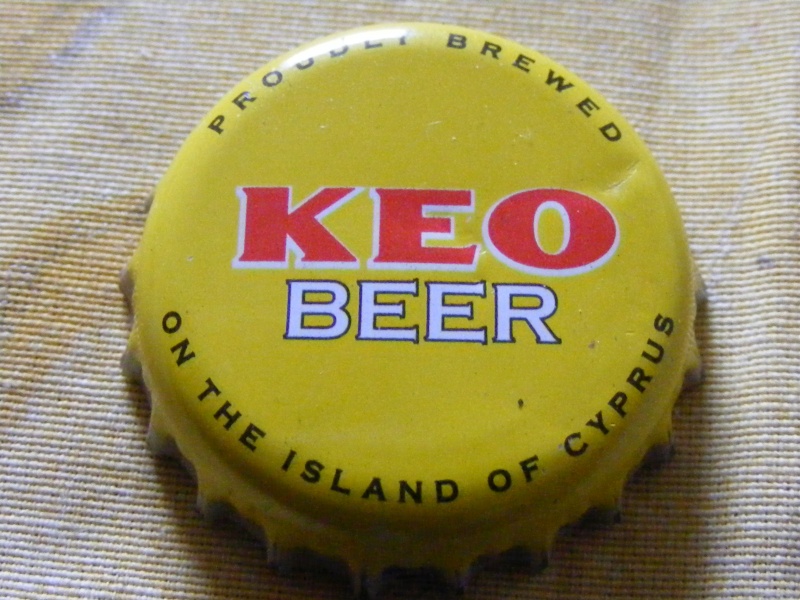 PROUDLY BREWED
KEO
BEER
ON THE ISLAND OF CYPRUS